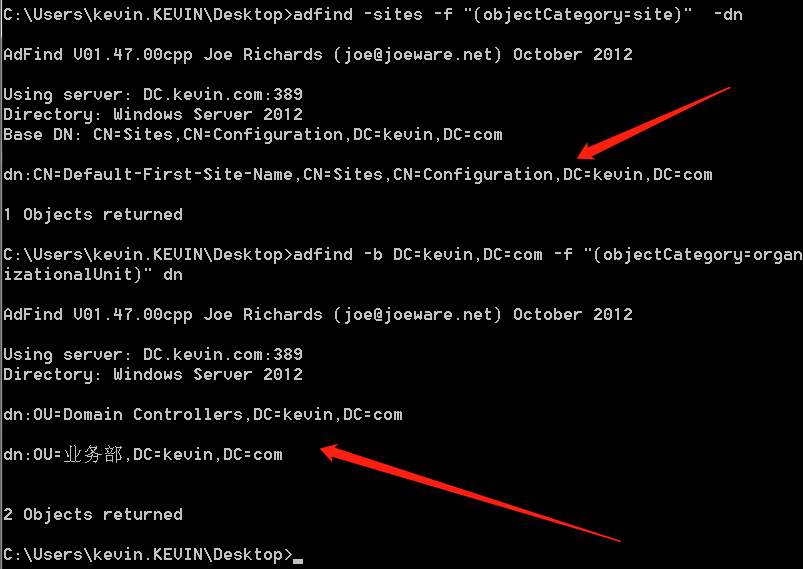 C:\Users\kevin.KEVIN\Desktop>adfind -sites -f "(objectCategory=site)"  -dn
AdFind V01.47.00cpp Joe Richards (joe@joeware.net) October 2012
Using server: DC.kevin.com:389
Directory: Windows Server 2012
Base DN: CN=Sites,CN=Configuration,DC=kevin,DC=com
dn:CN=Default-First-Site-Name,CN=Sites,CN=Configuration,DC=kevin,DC=com
1 Objects returned
C:\Users\kevin.KEVIN\Desktop>adfind -b DC=kevin,DC=com -f "(objectCategory=organ
izationalUnit)" dn
AdFind V01.47.00cpp Joe Richards (joe@joeware.net) October 2012
Using server: DC.kevin.com:389
Directory: Windows Server 2012
dn:OU=Domain Controllers,DC=kevin,DC=com
dn:OU=业务部,DC=kevin,DC=com
2 Objects returned
C:\Users\kevin.KEVIN\Desktop>_